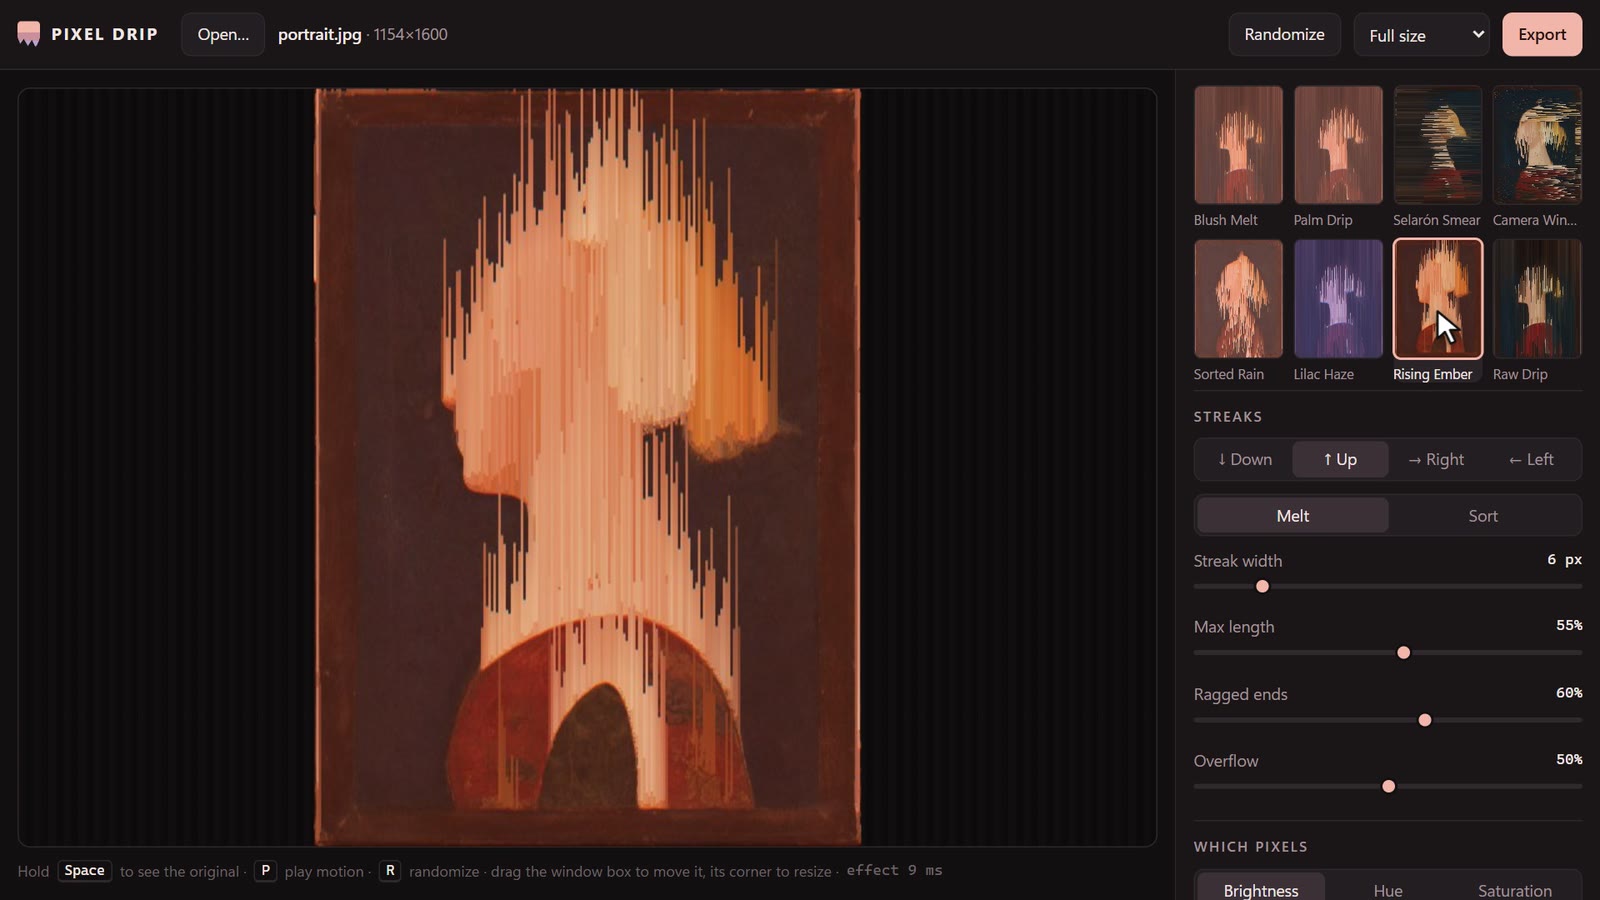 PIXEL DRIP
Open...
portrait.jpg · 1154×1600
Randomize
Full size
Export
Blush Melt
Palm Drip
Selarón Smear
Camera Win...
Sorted Rain
Lilac Haze
Rising Ember
Raw Drip
STREAKS
↓ Down
↑ Up
→ Right
← Left
Melt
Sort
Streak width
6 px
Max length
55%
Ragged ends
60%
Overflow
50%
WHICH PIXELS
Brightness
Hue
Saturation
Hold Space to see the original · P play motion · R randomize · drag the window box to move it, its corner to resize · effect 9 ms